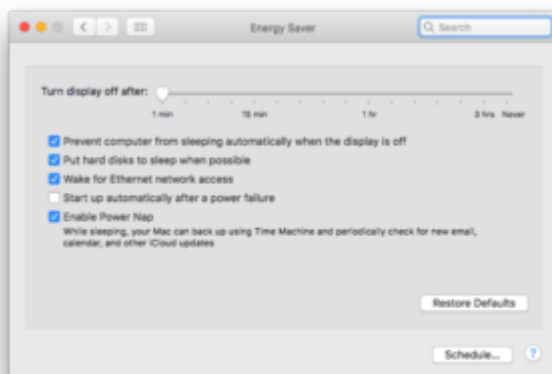 Energy Saver
Search
Turn display off after:
1 min 15 min 1 hr 3 hrs Never
Prevent computer from sleeping automatically when the display is off
Put hard disks to sleep when possible
Wake for Ethernet network access
Start up automatically after a power failure
Enable Power Nap
While sleeping, your Mac can back up using Time Machine and periodically check for new email,
calendar, and other iCloud updates
Restore Defaults
Schedule... ?